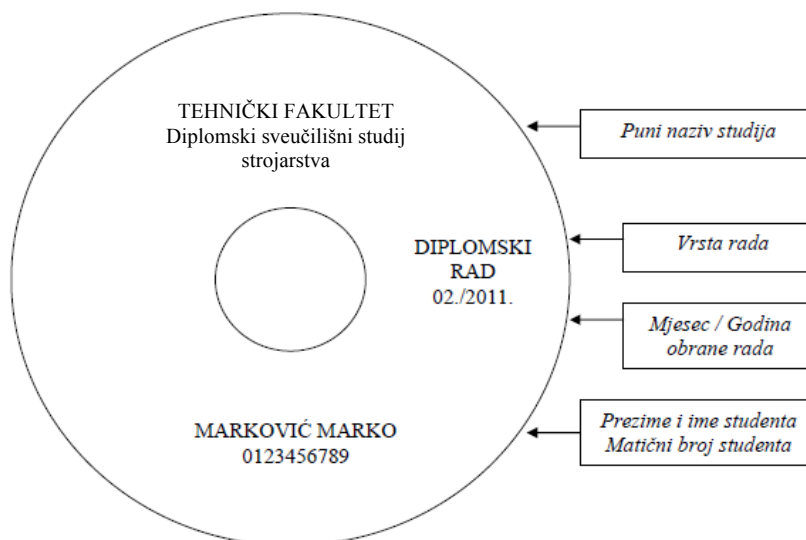 TEHNIČKI FAKULTET
Diplomski sveučilišni studij
strojarstva
Puni naziv studija
DIPLOMSKI
RAD
02./2011.
Vrsta rada
Mjesec / Godina
obrane rada
MARKOVIĆ MARKO
0123456789
Prezime i ime studenta
Matični broj studenta